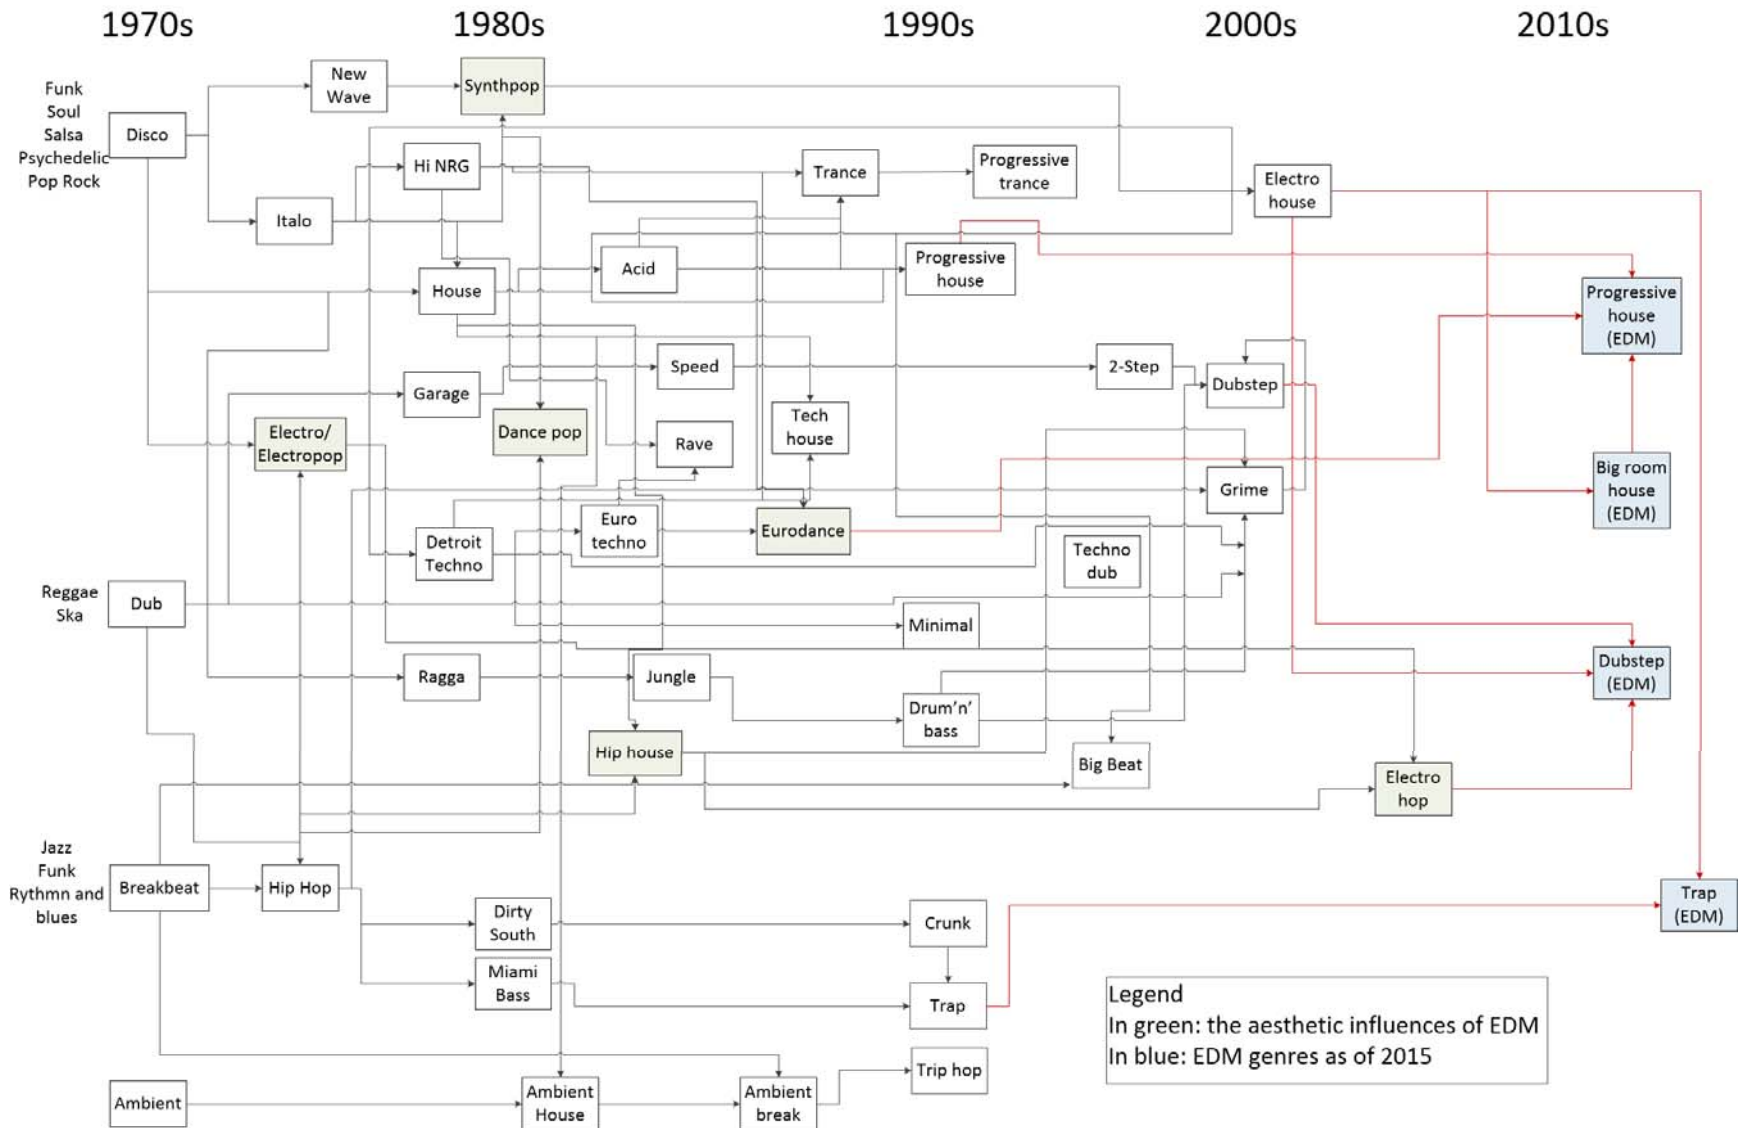 1970s
1980s
1990s
2000s
2010s
Funk
Soul
Salsa
Psychedelic
Pop Rock
Disco
New
Wave
Synthpop
Hi NRG
Italo
Trance
Progressive
trance
Electro
house
House
Acid
Progressive
house
Progressive
house
(EDM)
Garage
Speed
2-Step
Dubstep
Electro/
Electropop
Dance pop
Rave
Tech
house
Grime
Big room
house
(EDM)
Detroit
Techno
Euro
techno
Eurodance
Techno
dub
Reggae
Ska
Dub
Minimal
Ragga
Jungle
Dubstep
(EDM)
Drum'n'
bass
Hip house
Big Beat
Electro
hop
Jazz
Funk
Rythmn and
blues
Breakbeat
Hip Hop
Dirty
South
Crunk
Trap
(EDM)
Miami
Bass
Trap
Legend
In green: the aesthetic influences of EDM
In blue: EDM genres as of 2015
Ambient
Ambient
House
Ambient
break
Trip hop